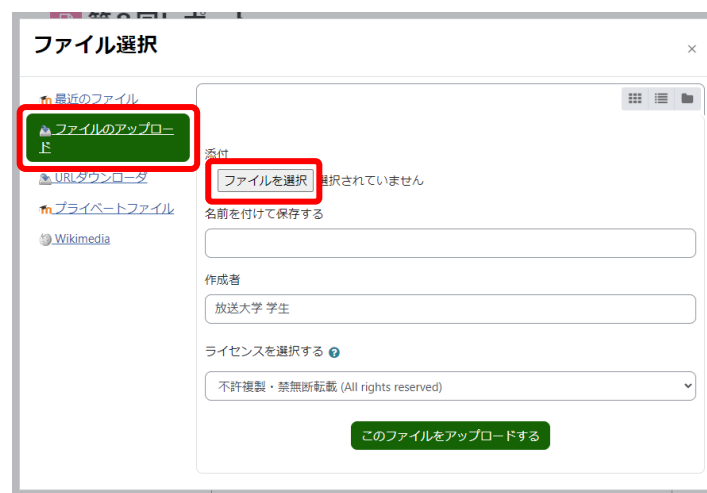 ファイル選択
×
最近のファイル
ファイルのアップロー
ド
URLダウンローダ
プライベートファイル
Wikimedia
添付
ファイルを選択 選択されていません
名前を付けて保存する
作成者
放送大学 学生
ライセンスを選択する
不許複製・禁無断転載 (All rights reserved)
このファイルをアップロードする